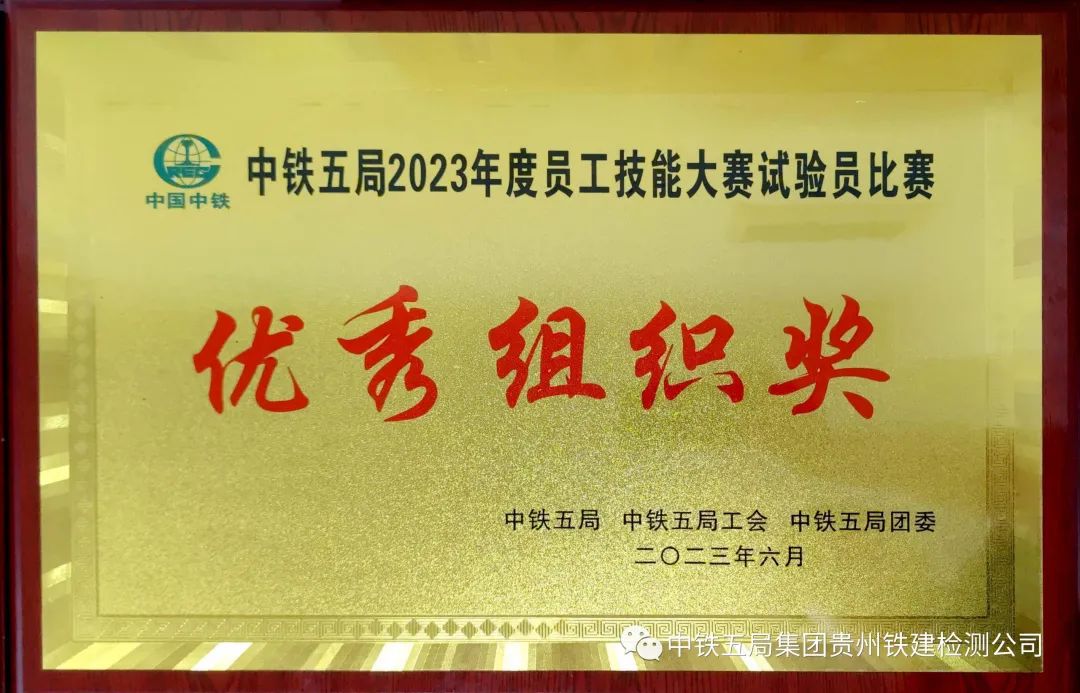 中铁五局2023年度员工技能大赛试验员比赛
CREC
中国中铁
优秀组织奖
中铁五局 中铁五局工会 中铁五局团委
二〇二三年六月
中铁五局集团贵州铁建检测公司